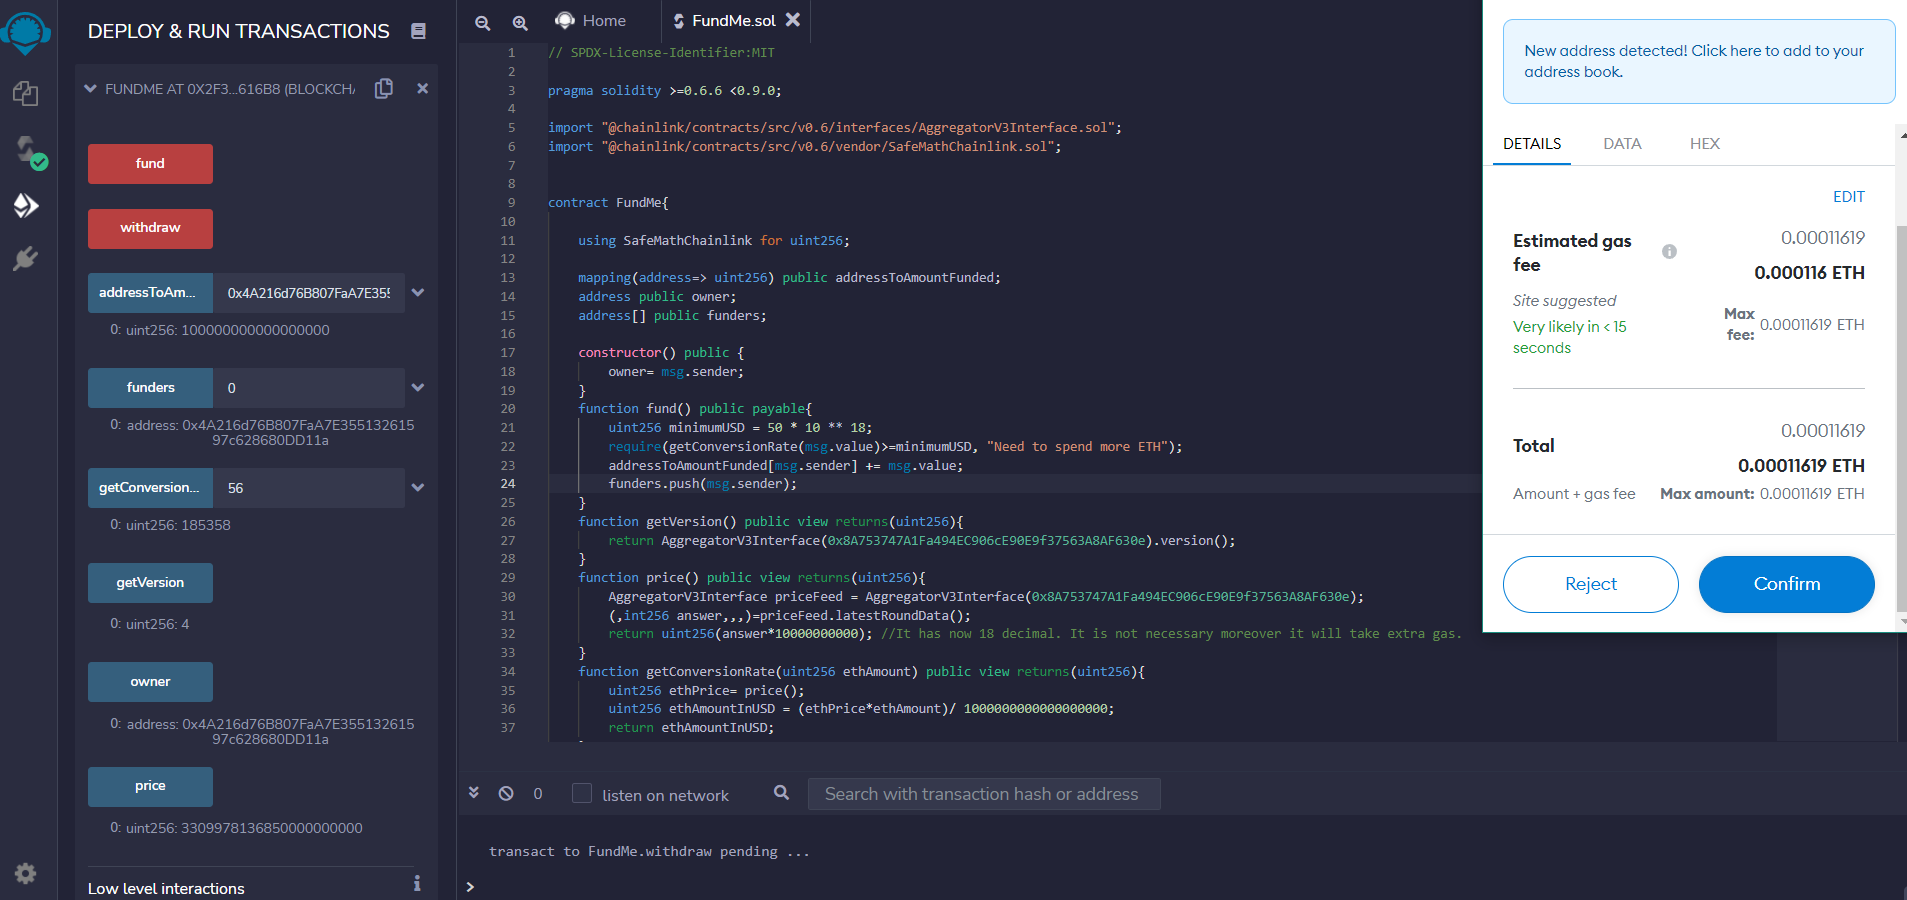 DEPLOY & RUN TRANSACTIONS
FUNDME AT 0X2F3...616B8 (BLOCKCHA
fund
withdraw
addressToAm... 0x4A216d76B807FaA7E355
0: uint256: 100000000000000000
funders 0
0: address: 0x4A216d76B807FaA7E355132615
97c628680DD11a
getConversion... 56
0: uint256: 185358
getVersion
0: uint256: 4
owner
0: address: 0x4A216d76B807FaA7E355132615
97c628680DD11a
price
0: uint256: 3309978136850000000000
Low level interactions
Home FundMe.sol
1 // SPDX-License-Identifier:MIT
2
3 pragma solidity >=0.6.6 <0.9.0;
4
5 import "@chainlink/contracts/src/v0.6/interfaces/AggregatorV3Interface.sol";
6 import "@chainlink/contracts/src/v0.6/vendor/SafeMathChainlink.sol";
7
8
9 contract FundMe{
10
11 using SafeMathChainlink for uint256;
12
13 mapping(address=> uint256) public addressToAmountFunded;
14 address public owner;
15 address[] public funders;
16
17 constructor() public {
18 owner= msg.sender;
19 }
20 function fund() public payable{
21 uint256 minimumUSD = 50 * 10 ** 18;
22 require(getConversionRate(msg.value)>=minimumUSD, "Need to spend more ETH");
23 addressToAmountFunded[msg.sender] += msg.value;
24 funders.push(msg.sender);
25 }
26 function getVersion() public view returns(uint256){
27 return AggregatorV3Interface(0x8A753747A1Fa494EC906cE90E9f37563A8AF630e).version();
28 }
29 function price() public view returns(uint256){
30 AggregatorV3Interface priceFeed = AggregatorV3Interface(0x8A753747A1Fa494EC906cE90E9f37563A8AF630e);
31 (,int256 answer,,,)=priceFeed.latestRoundData();
32 return uint256(answer*10000000000); //It has now 18 decimal. It is not necessary moreover it will take extra gas.
33 }
34 function getConversionRate(uint256 ethAmount) public view returns(uint256){
35 uint256 ethPrice= price();
36 uint256 ethAmountInUSD = (ethPrice*ethAmount)/ 1000000000000000000;
37 return ethAmountInUSD;
0 listen on network Search with transaction hash or address
transact to FundMe.withdraw pending ...
>
New address detected! Click here to add to your
address book.
DETAILS DATA HEX
EDIT
Estimated gas
fee
0.00011619
0.000116 ETH
Site suggested
Very likely in < 15
seconds
Max
fee: 0.00011619 ETH
Total
0.00011619
0.00011619 ETH
Amount + gas fee Max amount: 0.00011619 ETH
Reject Confirm